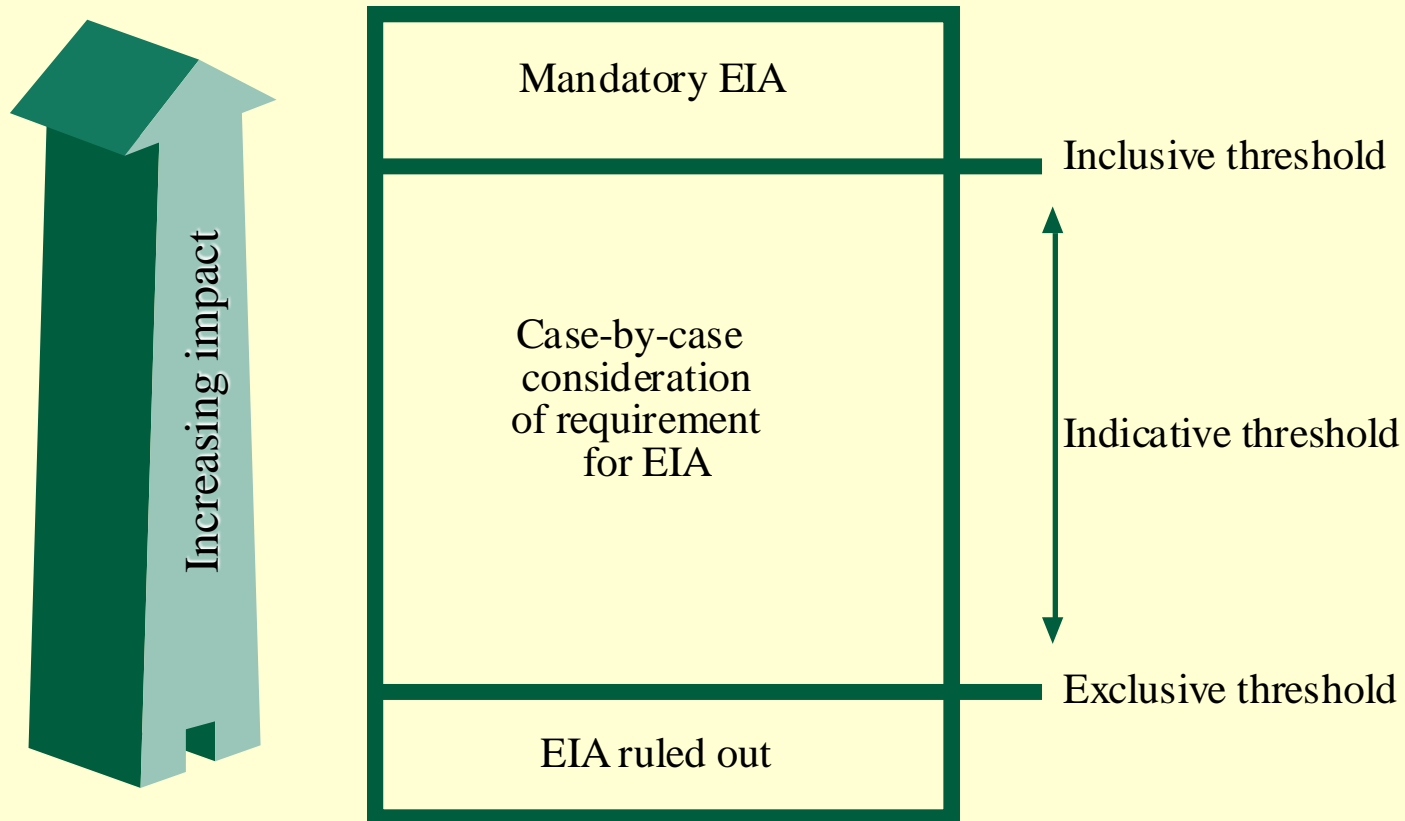 Mandatory EIA
Inclusive threshold
Increasing impact
Case-by-case
consideration
of requirement
for EIA
Indicative threshold
Exclusive threshold
EIA ruled out